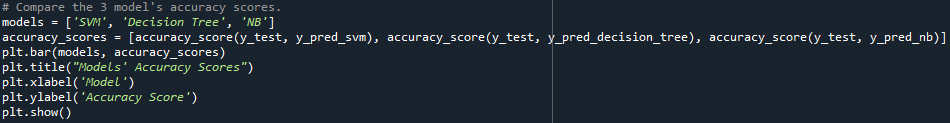 # Compare the 3 model's accuracy scores.
models = ['SVM', 'Decision Tree', 'NB']
accuracy_scores = [accuracy_score(y_test, y_pred_svm), accuracy_score(y_test, y_pred_decision_tree), accuracy_score(y_test, y_pred_nb)]
plt.bar(models, accuracy_scores)
plt.title("Models' Accuracy Scores")
plt.xlabel('Model')
plt.ylabel('Accuracy Score')
plt.show()